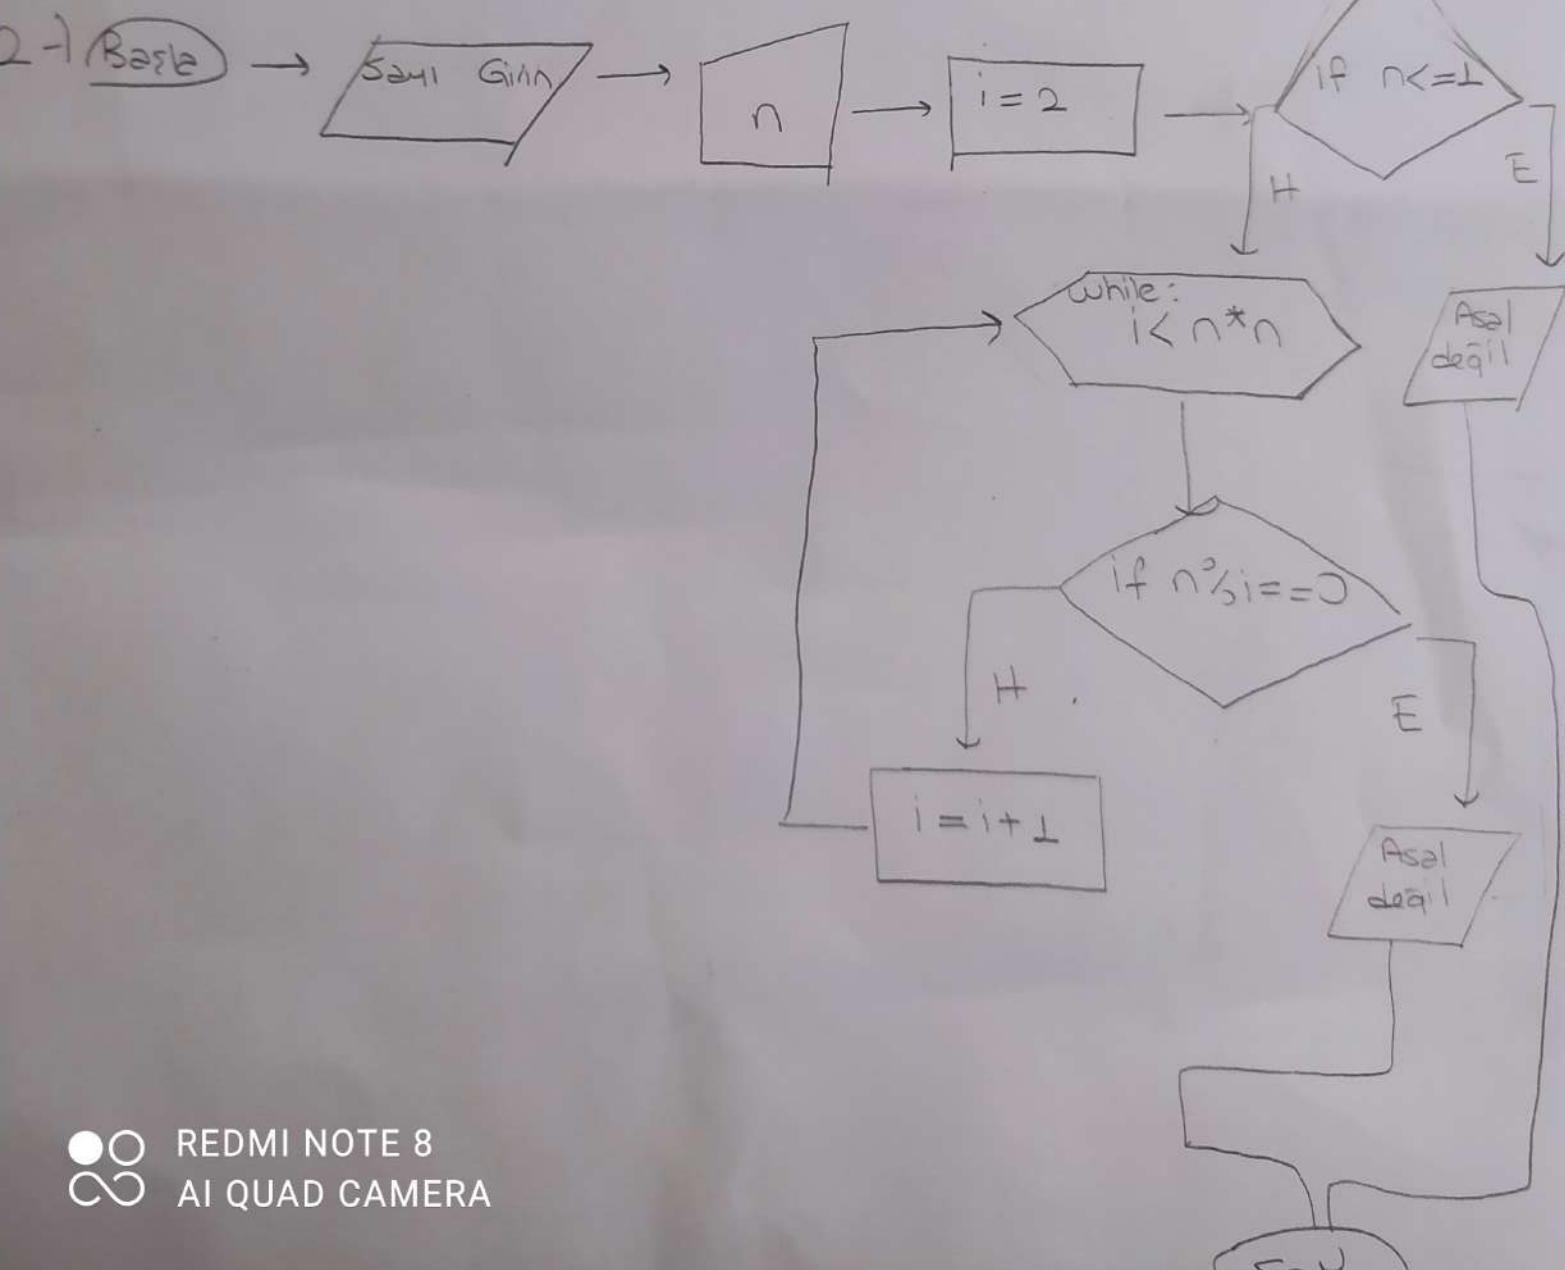 2-) Başla
Sayı Girin
n
i = 2
if n<=1
H
E
while:
i < n*n
Asal
değil
if n%i==0
H
E
i = i+1
Asal
değil
Son
REDMI NOTE 8
AI QUAD CAMERA